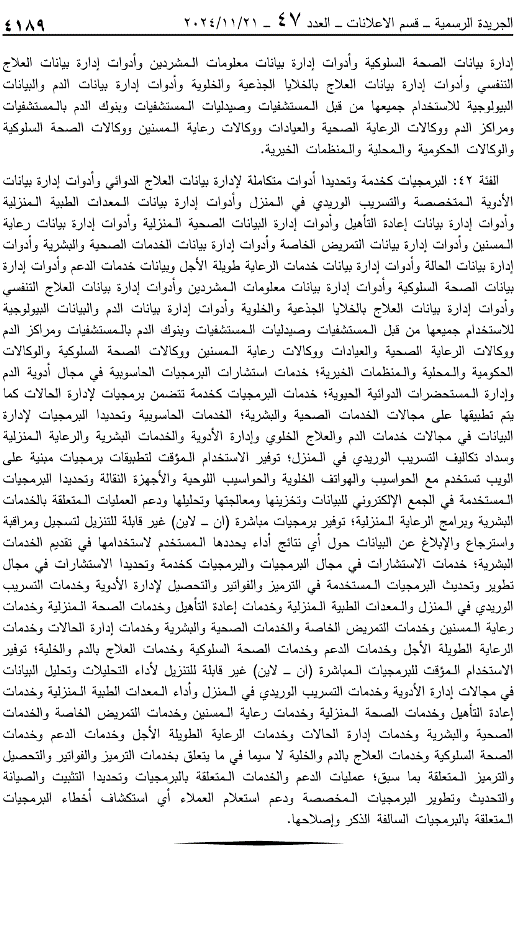 الجريدة الرسمية ــ قسم الاعلانات ــ العدد ٤٧ ــ ٢٠٢٤/١١/٢١ ٤١٨٩
إدارة بيانات الصحة السلوكية وأدوات إدارة بيانات معلومات المشردين وأدوات إدارة بيانات العلاج
التنفسي وأدوات إدارة بيانات العلاج بالخلايا الجذعية والخلوية وأدوات إدارة بيانات الدم والبيانات
البيولوجية للاستخدام جميعها من قبل المستشفيات وصيدليات المستشفيات وبنوك الدم بالمستشفيات
ومراكز الدم ووكالات الرعاية الصحية والعيادات ووكالات رعاية المسنين ووكالات الصحة السلوكية
والوكالات الحكومية والمحلية والمنظمات الخيرية.
الفئة ٤٢: البرمجيات كخدمة وتحديدا أدوات متكاملة لإدارة بيانات العلاج الدوائي وأدوات إدارة بيانات
الأدوية المتخصصة والتسريب الوريدي في المنزل وأدوات إدارة بيانات المعدات الطبية المنزلية
وأدوات إدارة بيانات إعادة التأهيل وأدوات إدارة البيانات الصحية المنزلية وأدوات إدارة بيانات رعاية
المسنين وأدوات إدارة بيانات التمريض الخاصة وأدوات إدارة بيانات الخدمات الصحية والبشرية وأدوات
إدارة بيانات الحالة وأدوات إدارة بيانات خدمات الرعاية طويلة الأجل وبيانات خدمات الدعم وأدوات إدارة
بيانات الصحة السلوكية وأدوات إدارة بيانات معلومات المشردين وأدوات إدارة بيانات العلاج التنفسي
وأدوات إدارة بيانات العلاج بالخلايا الجذعية والخلوية وأدوات إدارة بيانات الدم والبيانات البيولوجية
للاستخدام جميعها من قبل المستشفيات وصيدليات المستشفيات وبنوك الدم بالمستشفيات ومراكز الدم
ووكالات الرعاية الصحية والعيادات ووكالات رعاية المسنين ووكالات الصحة السلوكية والوكالات
الحكومية والمحلية والمنظمات الخيرية؛ خدمات استشارات البرمجيات الحاسوبية في مجال أدوية الدم
وإدارة المستحضرات الدوائية الحيوية؛ خدمات البرمجيات كخدمة تتضمن برمجيات لإدارة الحالات كما
يتم تطبيقها على مجالات الخدمات الصحية والبشرية؛ الخدمات الحاسوبية وتحديدا البرمجيات لإدارة
البيانات في مجالات خدمات الدم والعلاج الخلوي وإدارة الأدوية والخدمات البشرية والرعاية المنزلية
وسداد تكاليف التسريب الوريدي في المنزل؛ توفير الاستخدام المؤقت لتطبيقات برمجيات مبنية على
الويب تستخدم مع الحواسيب والهواتف الخلوية والحواسيب اللوحية والأجهزة النقالة وتحديدا البرمجيات
المستخدمة في الجمع الإلكتروني للبيانات وتخزينها ومعالجتها وتحليلها ودعم العمليات المتعلقة بالخدمات
البشرية وبرامج الرعاية المنزلية؛ توفير برمجيات مباشرة (ان ــ لاين) غير قابلة للتنزيل لتسجيل ومراقبة
واسترجاع والإبلاغ عن البيانات حول أي نتائج أداء يحددها المستخدم لاستخدامها في تقديم الخدمات
البشرية؛ خدمات الاستشارات في مجال البرمجيات والبرمجيات كخدمة وتحديدا الاستشارات في مجال
تطوير وتحديث البرمجيات المستخدمة في الترميز والفواتير والتحصيل لإدارة الأدوية وخدمات التسريب
الوريدي في المنزل والمعدات الطبية المنزلية وخدمات إعادة التأهيل وخدمات الصحة المنزلية وخدمات
رعاية المسنين وخدمات التمريض الخاصة والخدمات الصحية والبشرية وخدمات إدارة الحالات وخدمات
الرعاية الطويلة الأجل وخدمات الدعم وخدمات الصحة السلوكية وخدمات العلاج بالدم والخلية؛ توفير
الاستخدام المؤقت للبرمجيات المباشرة (ان ــ لاين) غير قابلة للتنزيل لأداء التحليلات وتحليل البيانات
في مجالات إدارة الأدوية وخدمات التسريب الوريدي في المنزل وأداء المعدات الطبية المنزلية وخدمات
إعادة التأهيل وخدمات الصحة المنزلية وخدمات رعاية المسنين وخدمات التمريض الخاصة والخدمات
الصحية والبشرية وخدمات إدارة الحالات وخدمات الرعاية الطويلة الأجل وخدمات الدعم وخدمات
الصحة السلوكية وخدمات العلاج بالدم والخلية لا سيما في ما يتعلق بخدمات الترميز والفواتير والتحصيل
والترميز المتعلقة بما سبق؛ عمليات الدعم والخدمات المتعلقة بالبرمجيات وتحديدا التثبيت والصيانة
والتحديث وتطوير البرمجيات المخصصة ودعم استعلام العملاء أي استكشاف أخطاء البرمجيات
المتعلقة بالبرمجيات السالفة الذكر وإصلاحها.